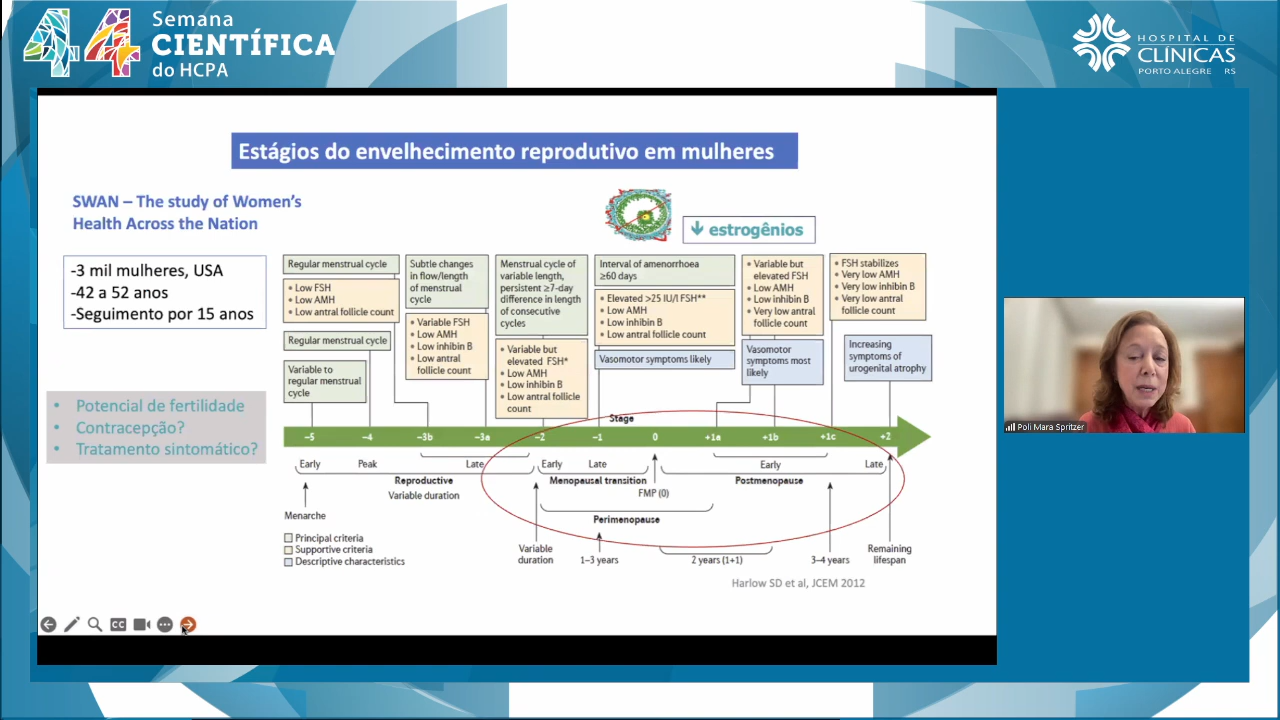 44 Semana
CIENTÍFICA
do HCPA
HOSPITAL DE
CLÍNICAS
PORTO ALEGRE RS
Estágios do envelhecimento reprodutivo em mulheres
SWAN – The study of Women's
Health Across the Nation
-3 mil mulheres, USA
-42 a 52 anos
-Seguimento por 15 anos
• Potencial de fertilidade
• Contracepção?
• Tratamento sintomático?
↓ estrogênios
Regular menstrual cycle
• Low FSH
• Low AMH
• Low antral follicle count
Regular menstrual cycle
Variable to
regular menstrual
cycle
Subtle changes
in flow/length
of menstrual
cycle
• Variable FSH
• Low AMH
• Low inhibin B
• Low antral
follicle count
Menstrual cycle of
variable length,
persistent ≥7-day
difference in length
of consecutive
cycles
• Variable but
elevated FSH*
• Low AMH
• Low inhibin B
• Low antral follicle
count
Interval of amenorrhoea
≥60 days
• Elevated >25 IU/l FSH**
• Low AMH
• Low inhibin B
• Low antral follicle count
Vasomotor symptoms likely
• Variable but
elevated FSH
• Low AMH
• Low inhibin B
• Very low antral
follicle count
Vasomotor
symptoms most
likely
• FSH stabilizes
• Very low AMH
• Very low inhibin B
• Very low antral
follicle count
Increasing
symptoms of
urogenital atrophy
Stage
−5 −4 −3b −3a −2 −1 0 +1a +1b +1c +2
Early Peak Late Early Late Early Late
Reproductive Menopausal transition Postmenopause
Variable duration
FMP (0)
Menarche
Perimenopause
Principal criteria
Supportive criteria
Descriptive characteristics
Variable
duration
1–3 years
2 years (1+1)
3–4 years
Remaining
lifespan
Harlow SD et al, JCEM 2012
CC
Poli Mara Spritzer